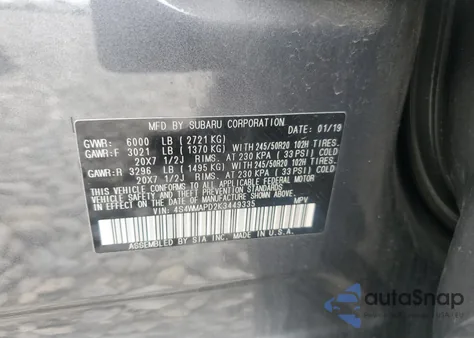 MFD BY SUBARU CORPORATION DATE: 01/19
GVWR: 6000 LB (2721 KG)
GAWR:F 3021 LB (1370 KG) WITH 245/50R20 102H TIRES,
20X7 1/2J RIMS. AT 230 KPA (33 PSI) COLD
GAWR:R 3296 LB (1495 KG) WITH 245/50R20 102H TIRES,
20X7 1/2J RIMS. AT 230 KPA (33 PSI) COLD
THIS VEHICLE CONFORMS TO ALL APPLICABLE FEDERAL MOTOR
VEHICLE SAFETY AND BUMPER STANDARDS IN EFFECT ON THE
DATE OF MANUFACTURE SHOWN ABOVE.
VIN: 4S4WMAPD2K3449335 MPV
ASSEMBLED BY SIA INC. MADE IN U.S.A.
autoSnap